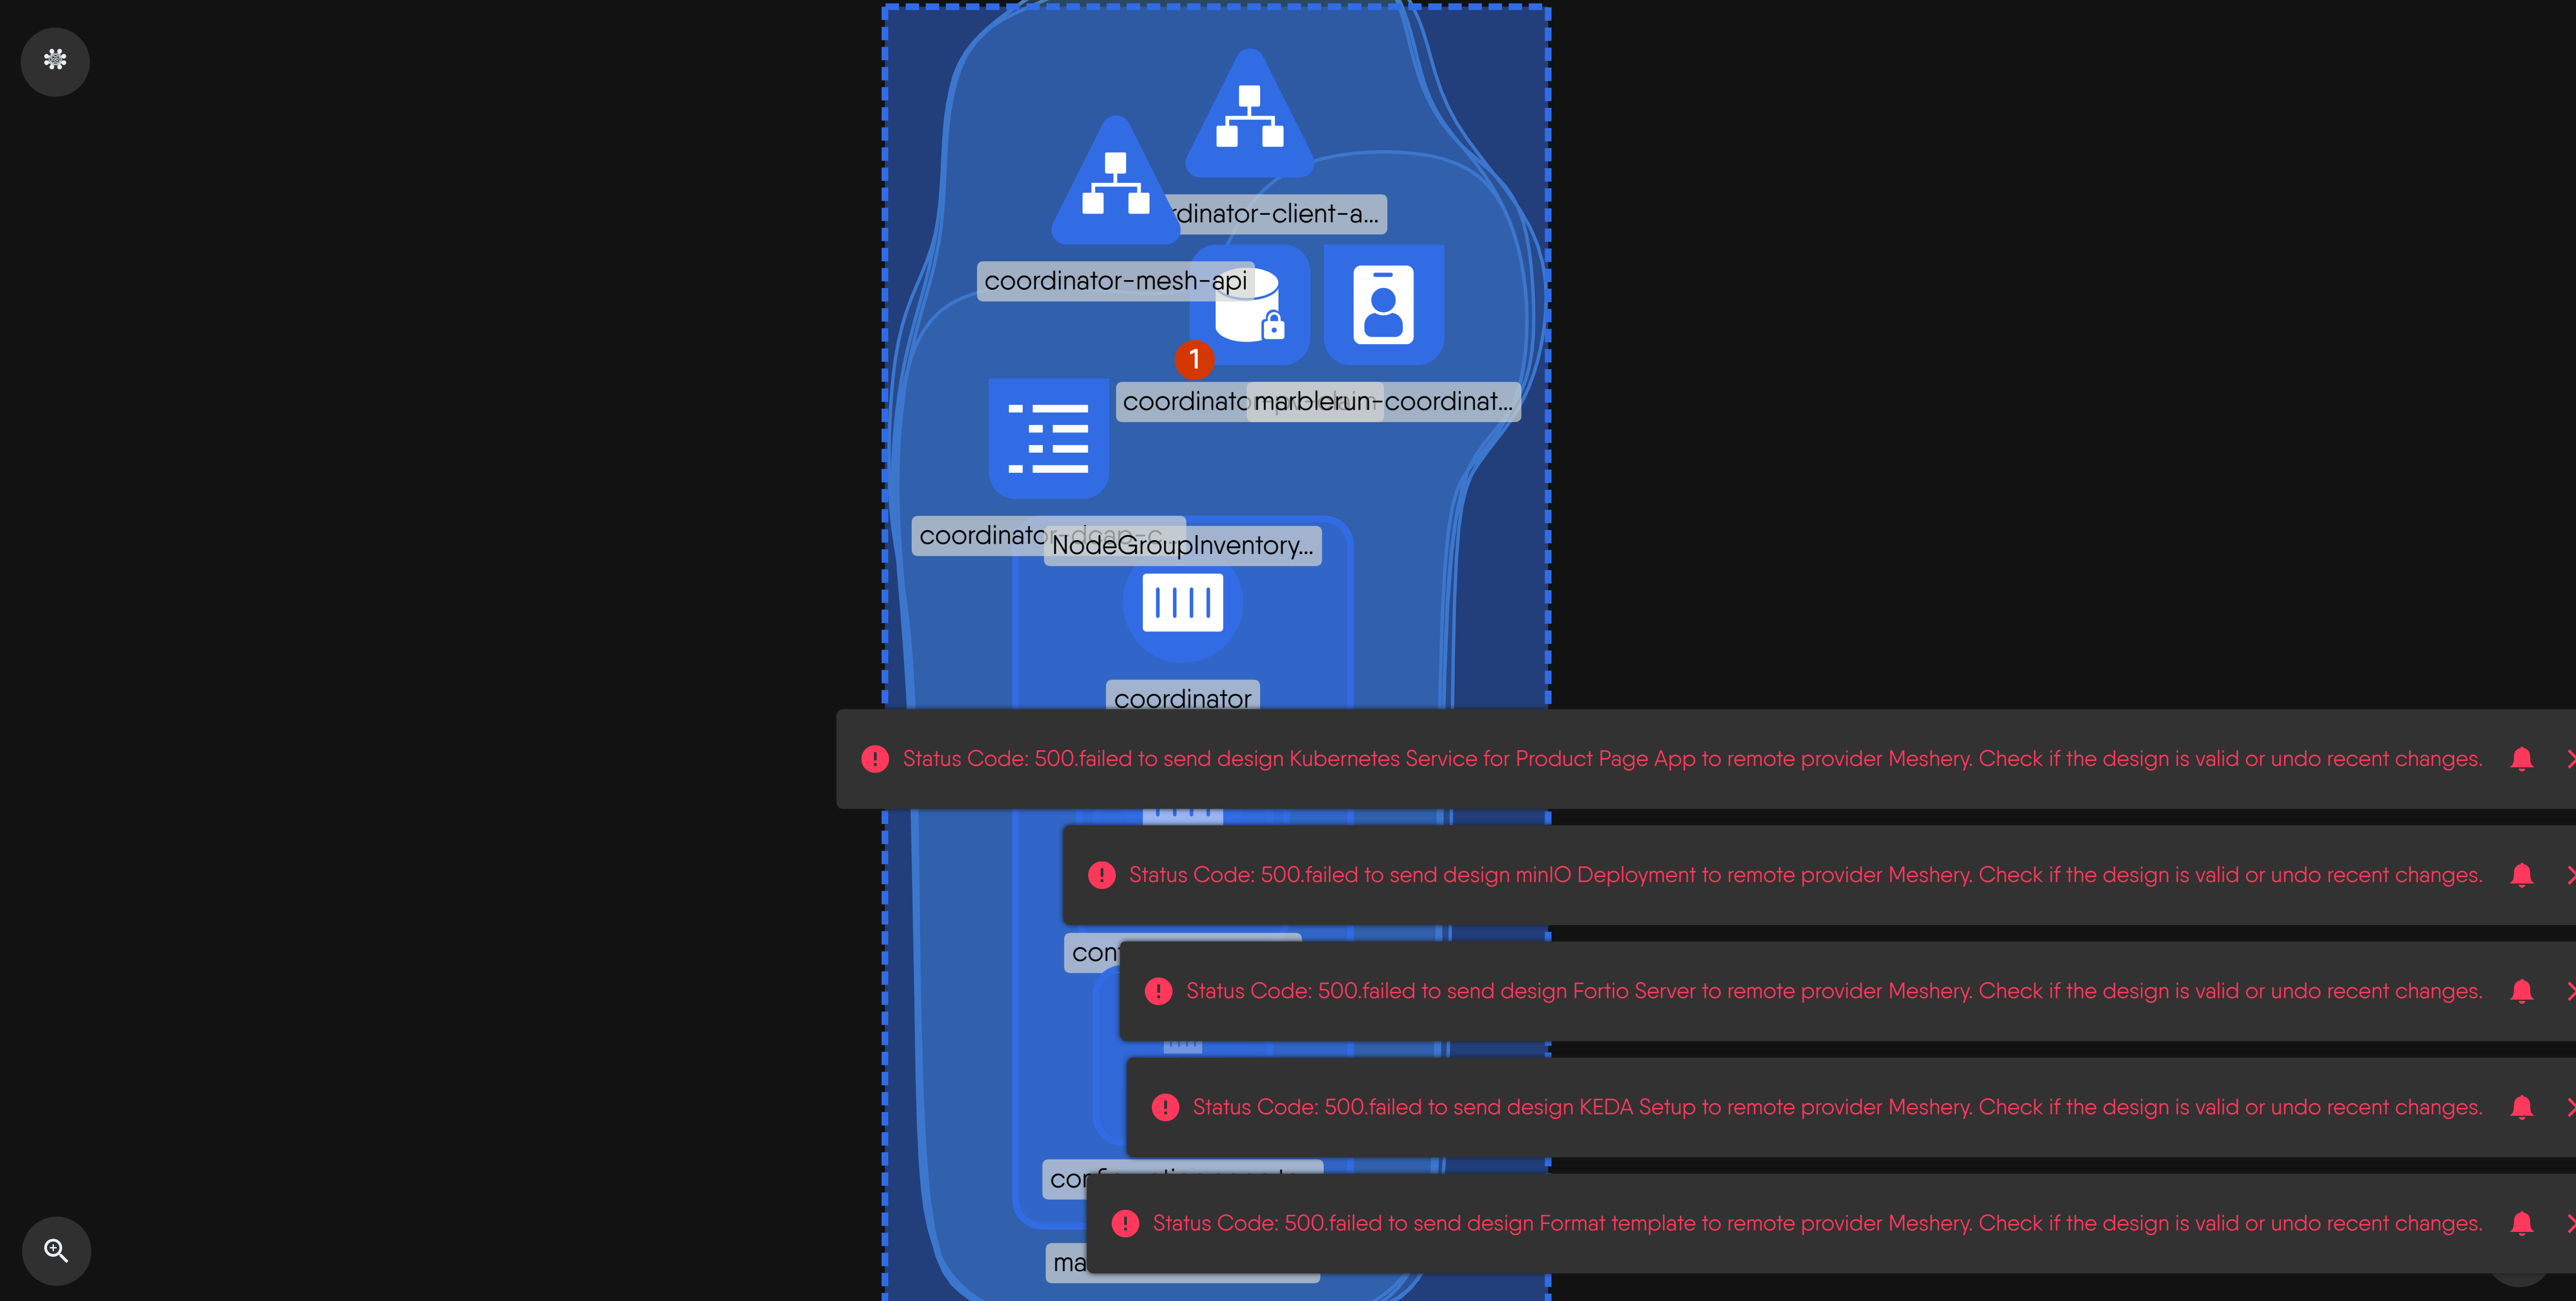 rdinator-client-a...
coordinator-mesh-api
1
coordinato
marblerun-coordinat...
coordinato
NodeGroupInventory...
coordinator
Status Code: 500.failed to send design Kubernetes Service for Product Page App to remote provider Meshery. Check if the design is valid or undo recent changes.
Status Code: 500.failed to send design minIO Deployment to remote provider Meshery. Check if the design is valid or undo recent changes.
con
Status Code: 500.failed to send design Fortio Server to remote provider Meshery. Check if the design is valid or undo recent changes.
Status Code: 500.failed to send design KEDA Setup to remote provider Meshery. Check if the design is valid or undo recent changes.
Status Code: 500.failed to send design Format template to remote provider Meshery. Check if the design is valid or undo recent changes.
ma